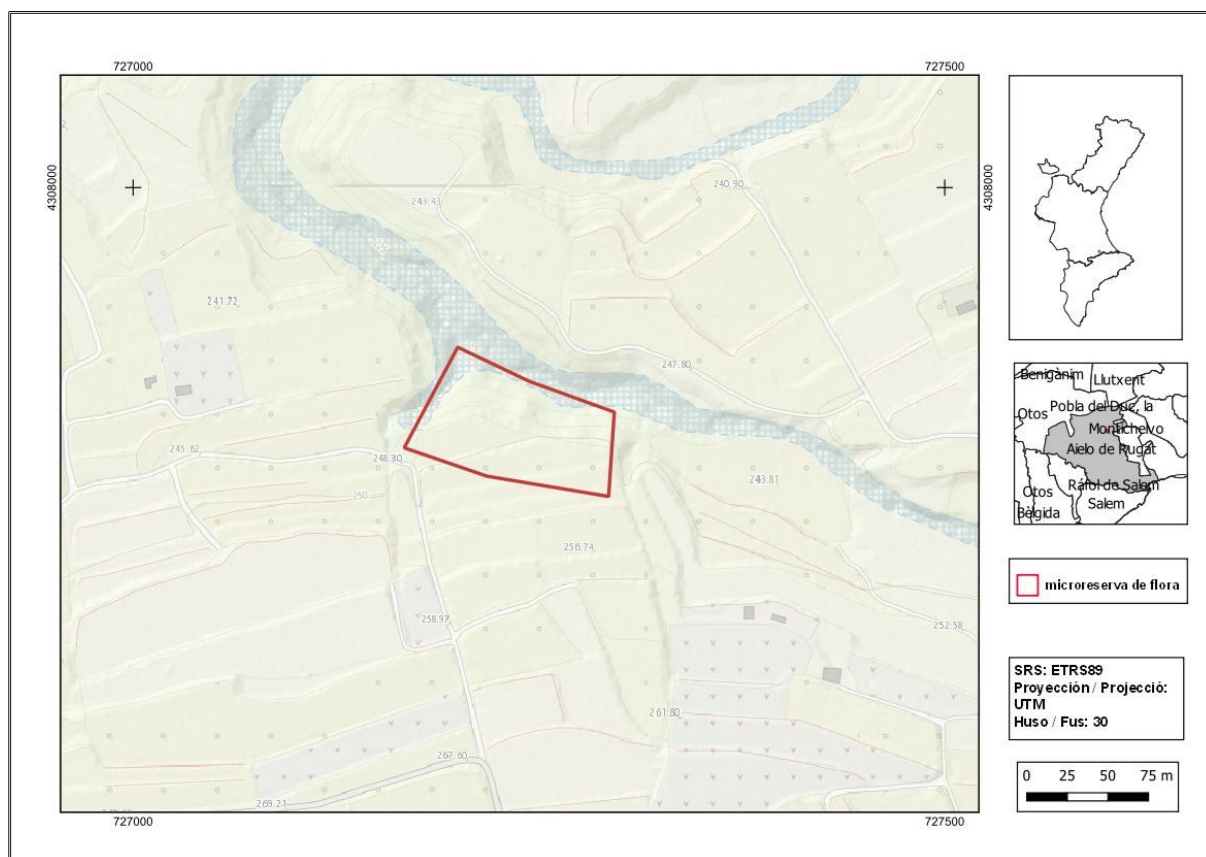 727000
727500
4308000
4308000
240.90
243.43
241.72
247.80
245.62
248.30
250
243.81
256.74
258.97
252.58
261.80
267.60
269.21
727000
727500
Beniganim
Llutxent
Pobla del Duc, la
Otos
Montichelvo
Aielo de Rugat
Ráfol de Salem
Otos
Salem
Bèlgida
microreserva de flora
SRS: ETRS89
Proyección / Projecció:
UTM
Huso / Fus: 30
0 25 50 75 m